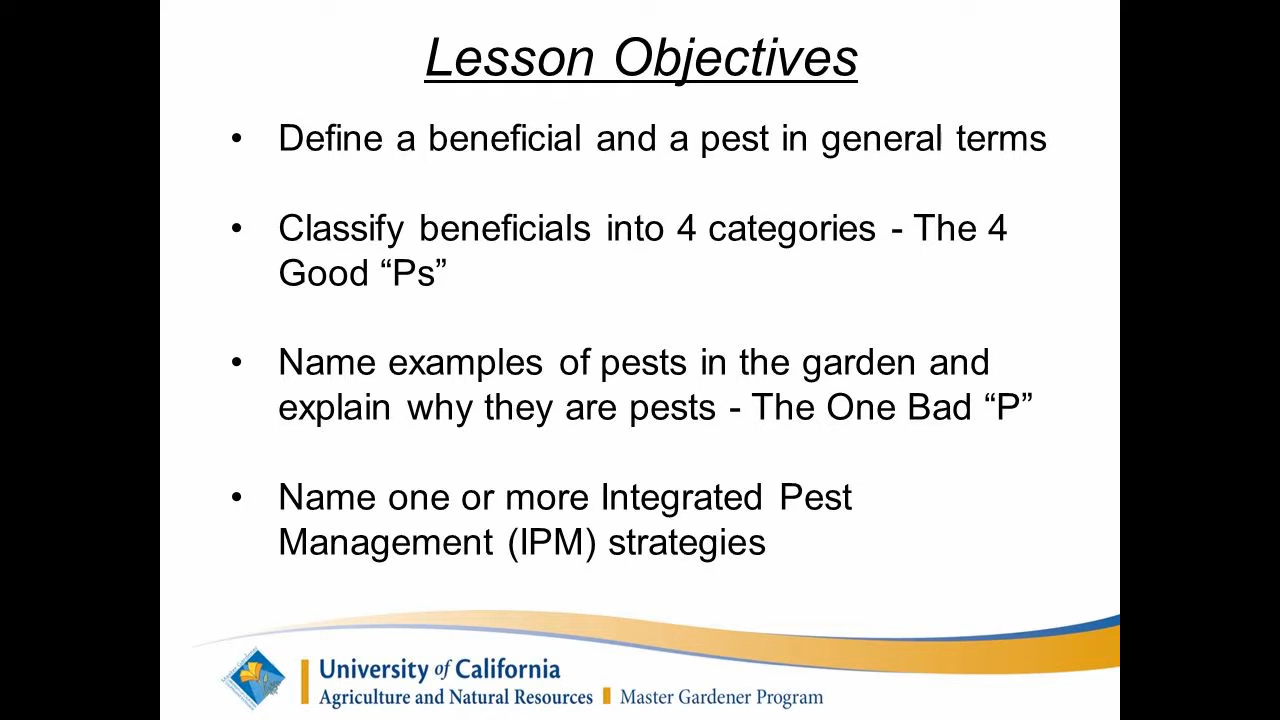 Lesson Objectives
• Define a beneficial and a pest in general terms
• Classify beneficials into 4 categories - The 4
Good “Ps”
• Name examples of pests in the garden and
explain why they are pests - The One Bad “P”
• Name one or more Integrated Pest
Management (IPM) strategies
University of California
Agriculture and Natural Resources | Master Gardener Program